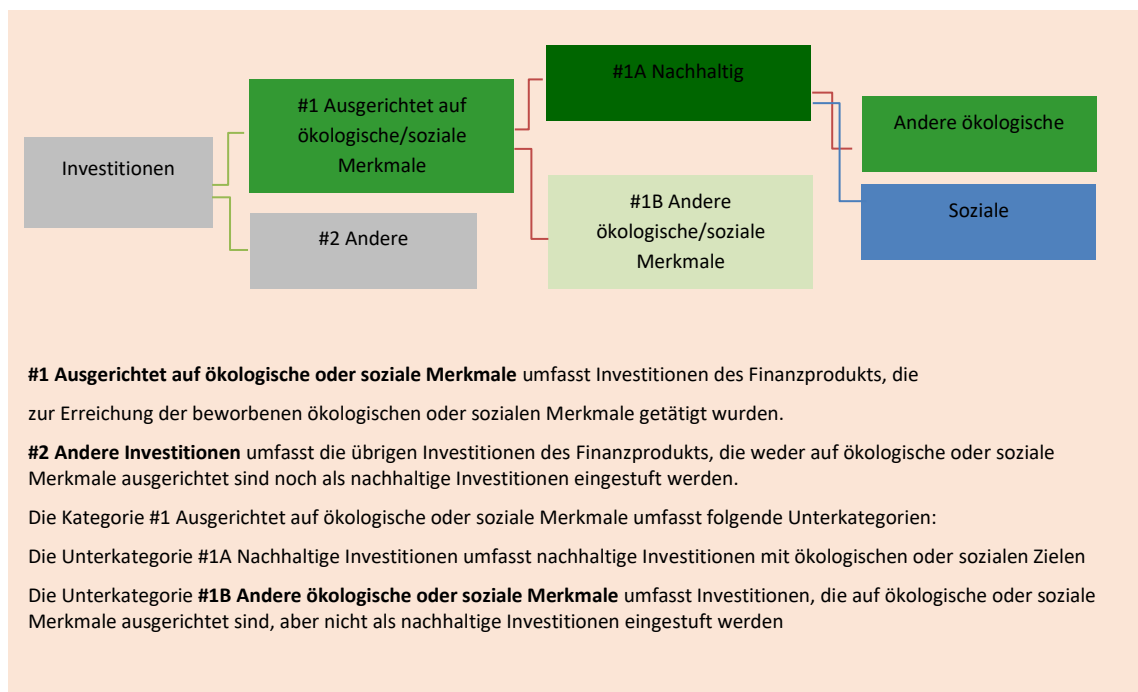 Investitionen
#1 Ausgerichtet auf
ökologische/soziale
Merkmale
#2 Andere
#1A Nachhaltig
#1B Andere
ökologische/soziale
Merkmale
Andere ökologische
Soziale
#1 Ausgerichtet auf ökologische oder soziale Merkmale umfasst Investitionen des Finanzprodukts, die
zur Erreichung der beworbenen ökologischen oder sozialen Merkmale getätigt wurden.
#2 Andere Investitionen umfasst die übrigen Investitionen des Finanzprodukts, die weder auf ökologische oder soziale
Merkmale ausgerichtet sind noch als nachhaltige Investitionen eingestuft werden.
Die Kategorie #1 Ausgerichtet auf ökologische oder soziale Merkmale umfasst folgende Unterkategorien:
Die Unterkategorie #1A Nachhaltige Investitionen umfasst nachhaltige Investitionen mit ökologischen oder sozialen Zielen
Die Unterkategorie #1B Andere ökologische oder soziale Merkmale umfasst Investitionen, die auf ökologische oder soziale
Merkmale ausgerichtet sind, aber nicht als nachhaltige Investitionen eingestuft werden